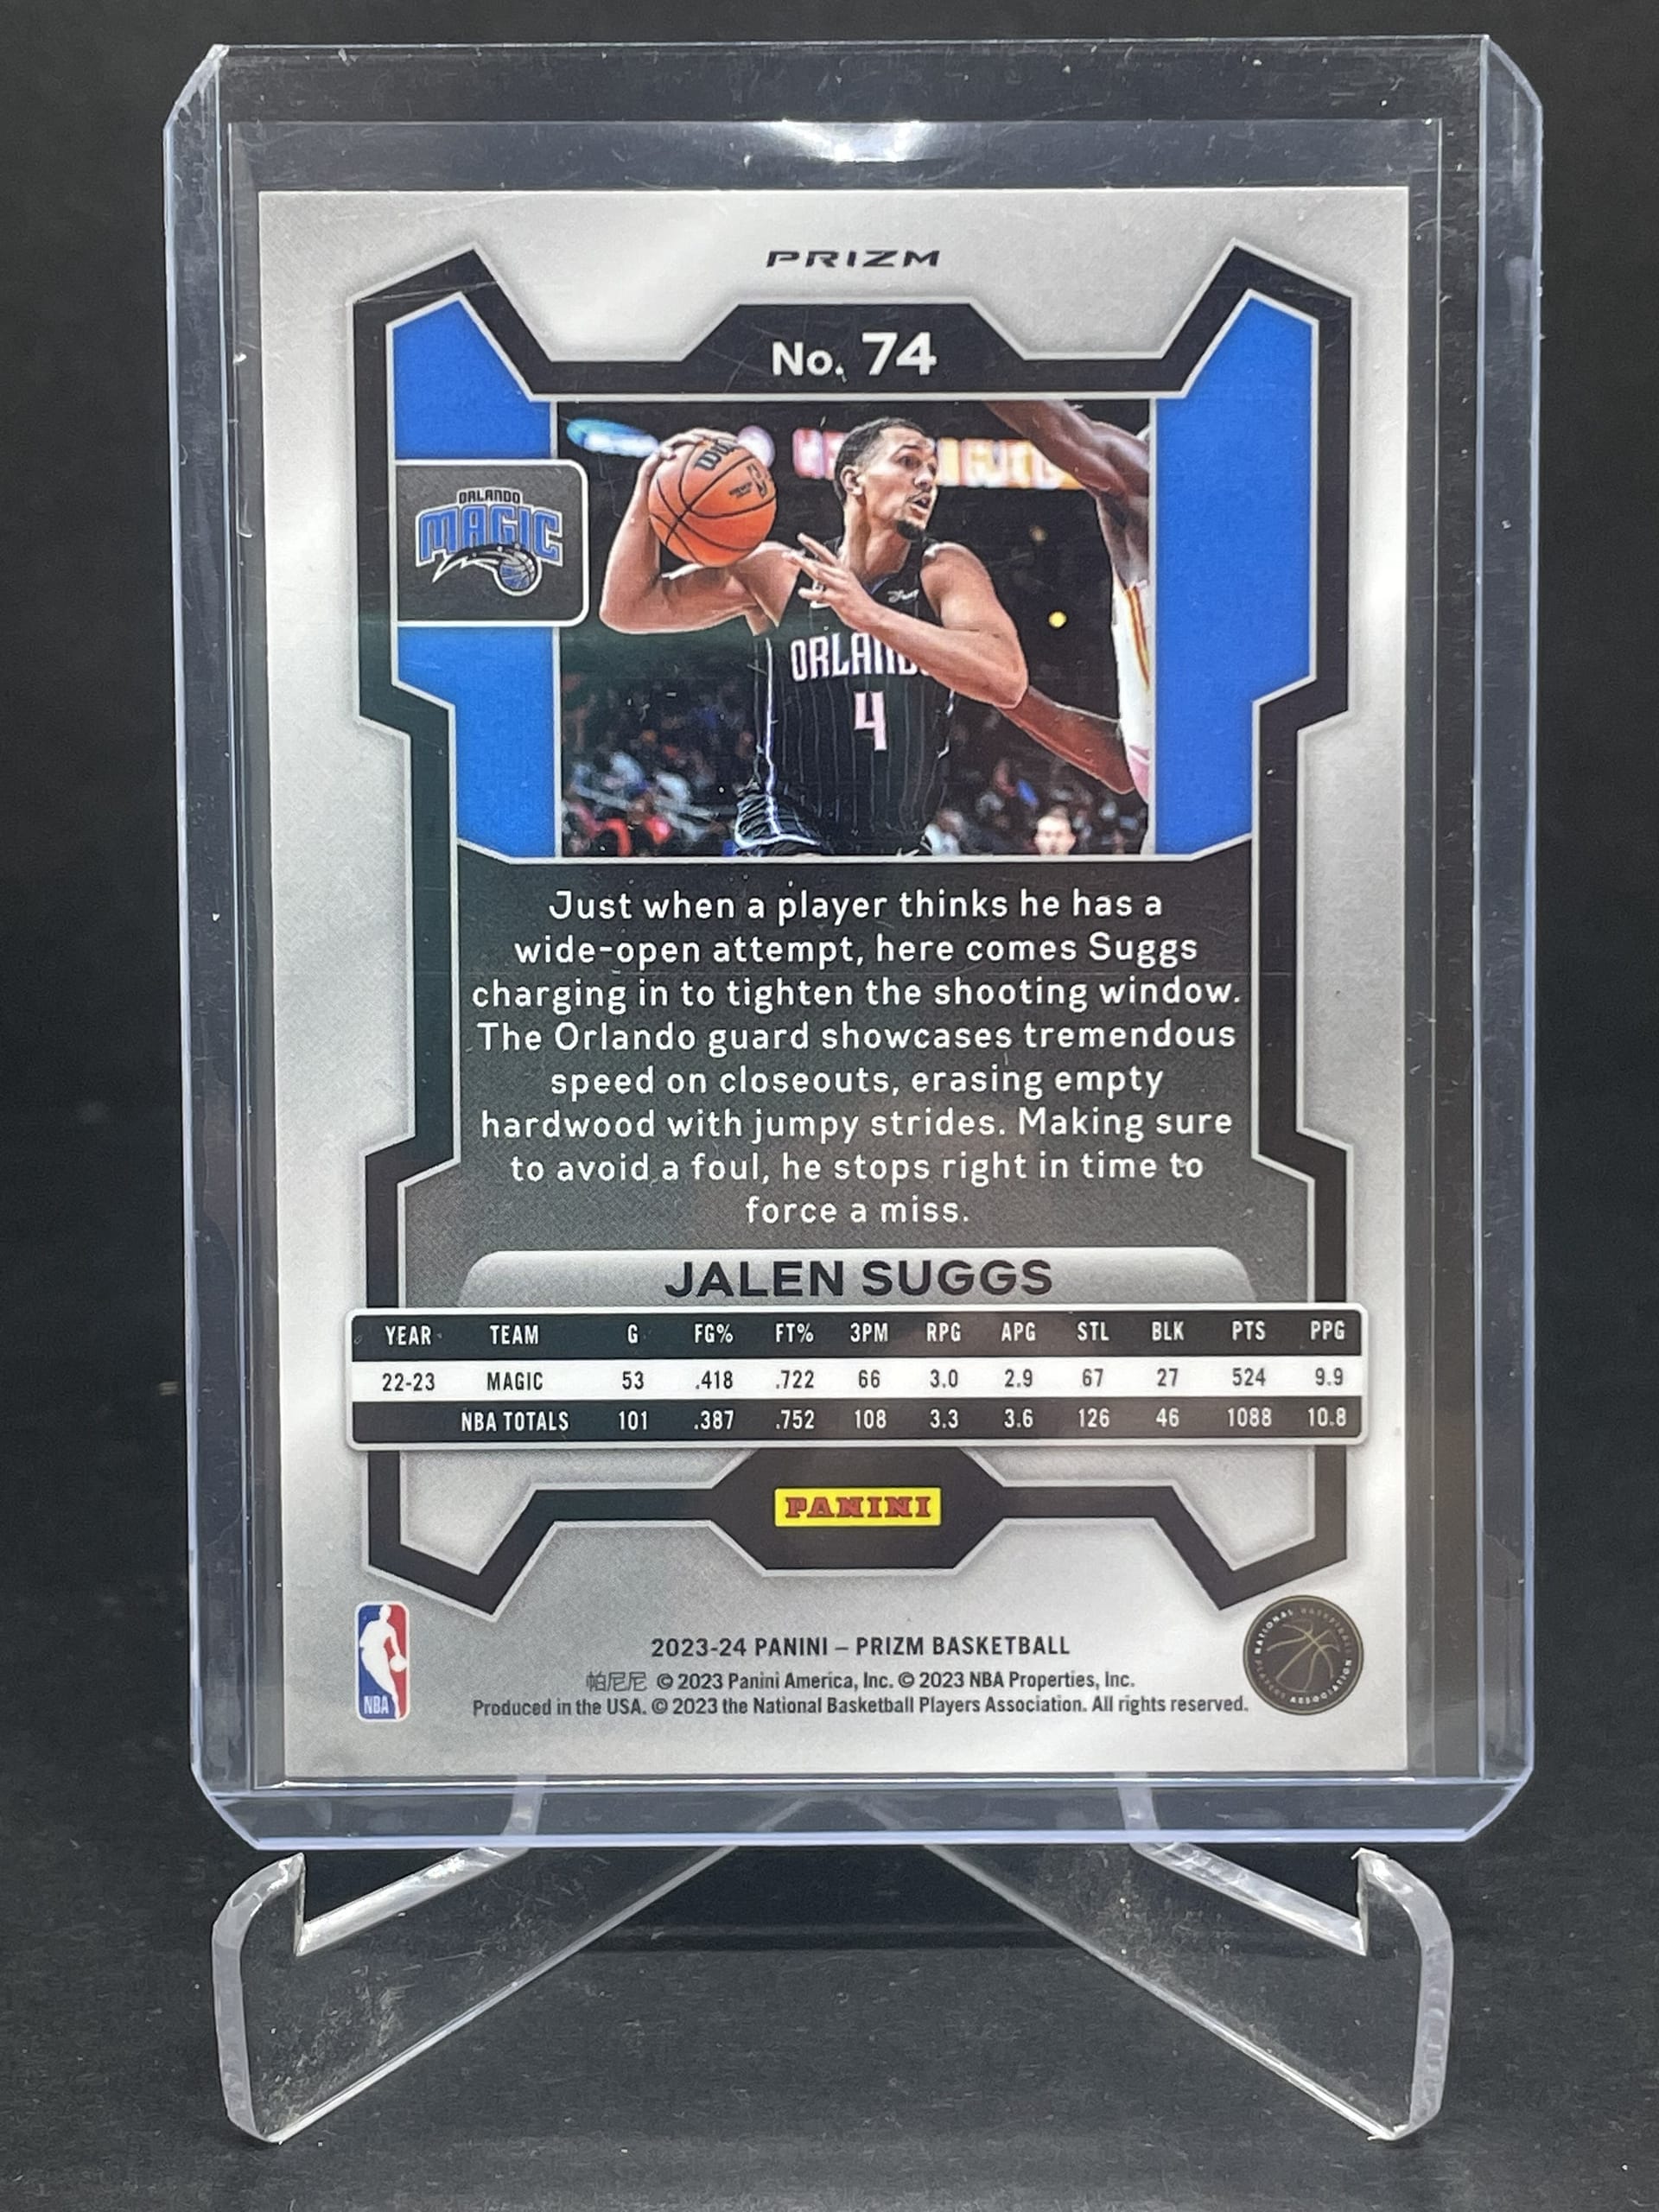 PRIZM
No. 74
ORLANDO
MAGIC
ORLAND
4
Just when a player thinks he has a
wide-open attempt, here comes Suggs
charging in to tighten the shooting window.
The Orlando guard showcases tremendous
speed on closeouts, erasing empty
hardwood with jumpy strides. Making sure
to avoid a foul, he stops right in time to
force a miss.
JALEN SUGGS
YEAR TEAM G FG% FT% 3PM RPG APG STL BLK PTS PPG
22-23 MAGIC 53 .418 .722 66 3.0 2.9 67 27 524 9.9
NBA TOTALS 101 .387 .752 108 3.3 3.6 126 46 1088 10.8
PANINI
2023-24 PANINI – PRIZM BASKETBALL
帕尼尼 © 2023 Panini America, Inc. © 2023 NBA Properties, Inc.
Produced in the USA. © 2023 the National Basketball Players Association. All rights reserved.
NBA
NATIONAL BASKETBALL PLAYERS ASSOCIATION